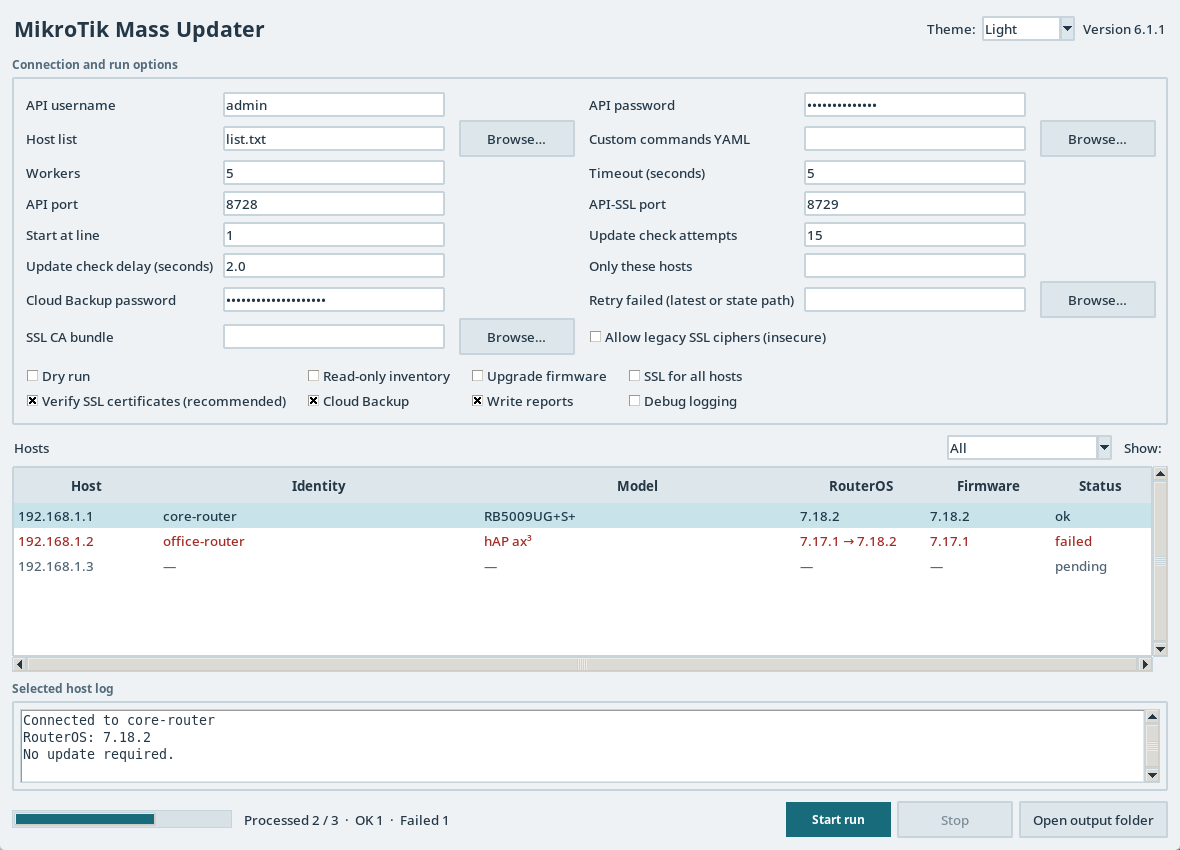 MikroTik Mass Updater
Theme: Light Version 6.1.1
Connection and run options
API username admin API password ••••••••••••••
Host list list.txt Browse... Custom commands YAML Browse...
Workers 5 Timeout (seconds) 5
API port 8728 API-SSL port 8729
Start at line 1 Update check attempts 15
Update check delay (seconds) 2.0 Only these hosts
Cloud Backup password •••••••••••••••••••• Retry failed (latest or state path) Browse...
SSL CA bundle Browse... Allow legacy SSL ciphers (insecure)
Dry run Read-only inventory Upgrade firmware SSL for all hosts
Verify SSL certificates (recommended) Cloud Backup Write reports Debug logging
Hosts All Show:
Host Identity Model RouterOS Firmware Status
192.168.1.1 core-router RB5009UG+S+ 7.18.2 7.18.2 ok
192.168.1.2 office-router hAP ax³ 7.17.1 → 7.18.2 7.17.1 failed
192.168.1.3 — — — — pending
Selected host log
Connected to core-router
RouterOS: 7.18.2
No update required.
Processed 2 / 3 · OK 1 · Failed 1 Start run Stop Open output folder